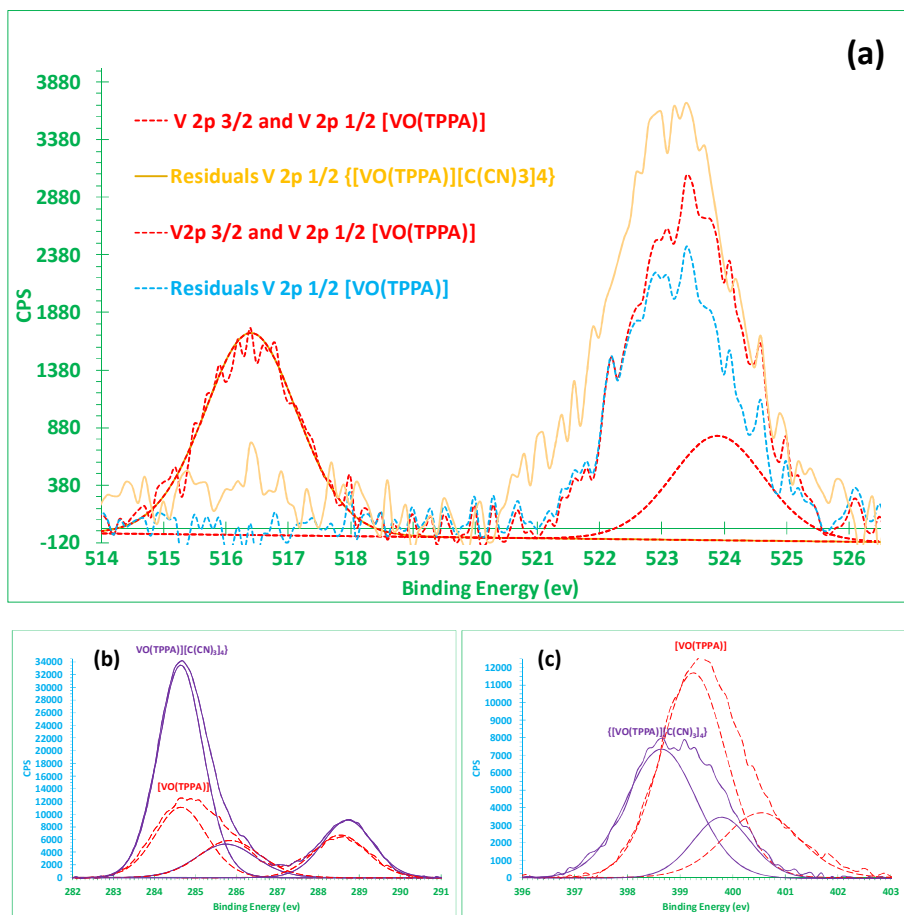 (a)
3880
3380
2880
2380
1880
1380
880
380
-120
CPS
V 2p 3/2 and V 2p 1/2 [VO(TPPA)]
Residuals V 2p 1/2 {[VO(TPPA)][C(CN)3]4}
V2p 3/2 and V 2p 1/2 [VO(TPPA)]
Residuals V 2p 1/2 [VO(TPPA)]
514 515 516 517 518 519 520 521 522 523 524 525 526
Binding Energy (ev)
(b)
VO(TPPA)][C(CN)₃]₄}
34000
32000
30000
28000
26000
24000
22000
20000
18000
16000
14000
12000
10000
8000
6000
4000
2000
0
CPS
[VO(TPPA)]
282 283 284 285 286 287 288 289 290 291
Binding Energy (ev)
(c)
[VO(TPPA)]
12000
11000
10000
9000
8000
7000
6000
5000
4000
3000
2000
1000
0
CPS
{[VO(TPPA)][C(CN)₃]₄}
396 397 398 399 400 401 402 403
Binding Energy (ev)